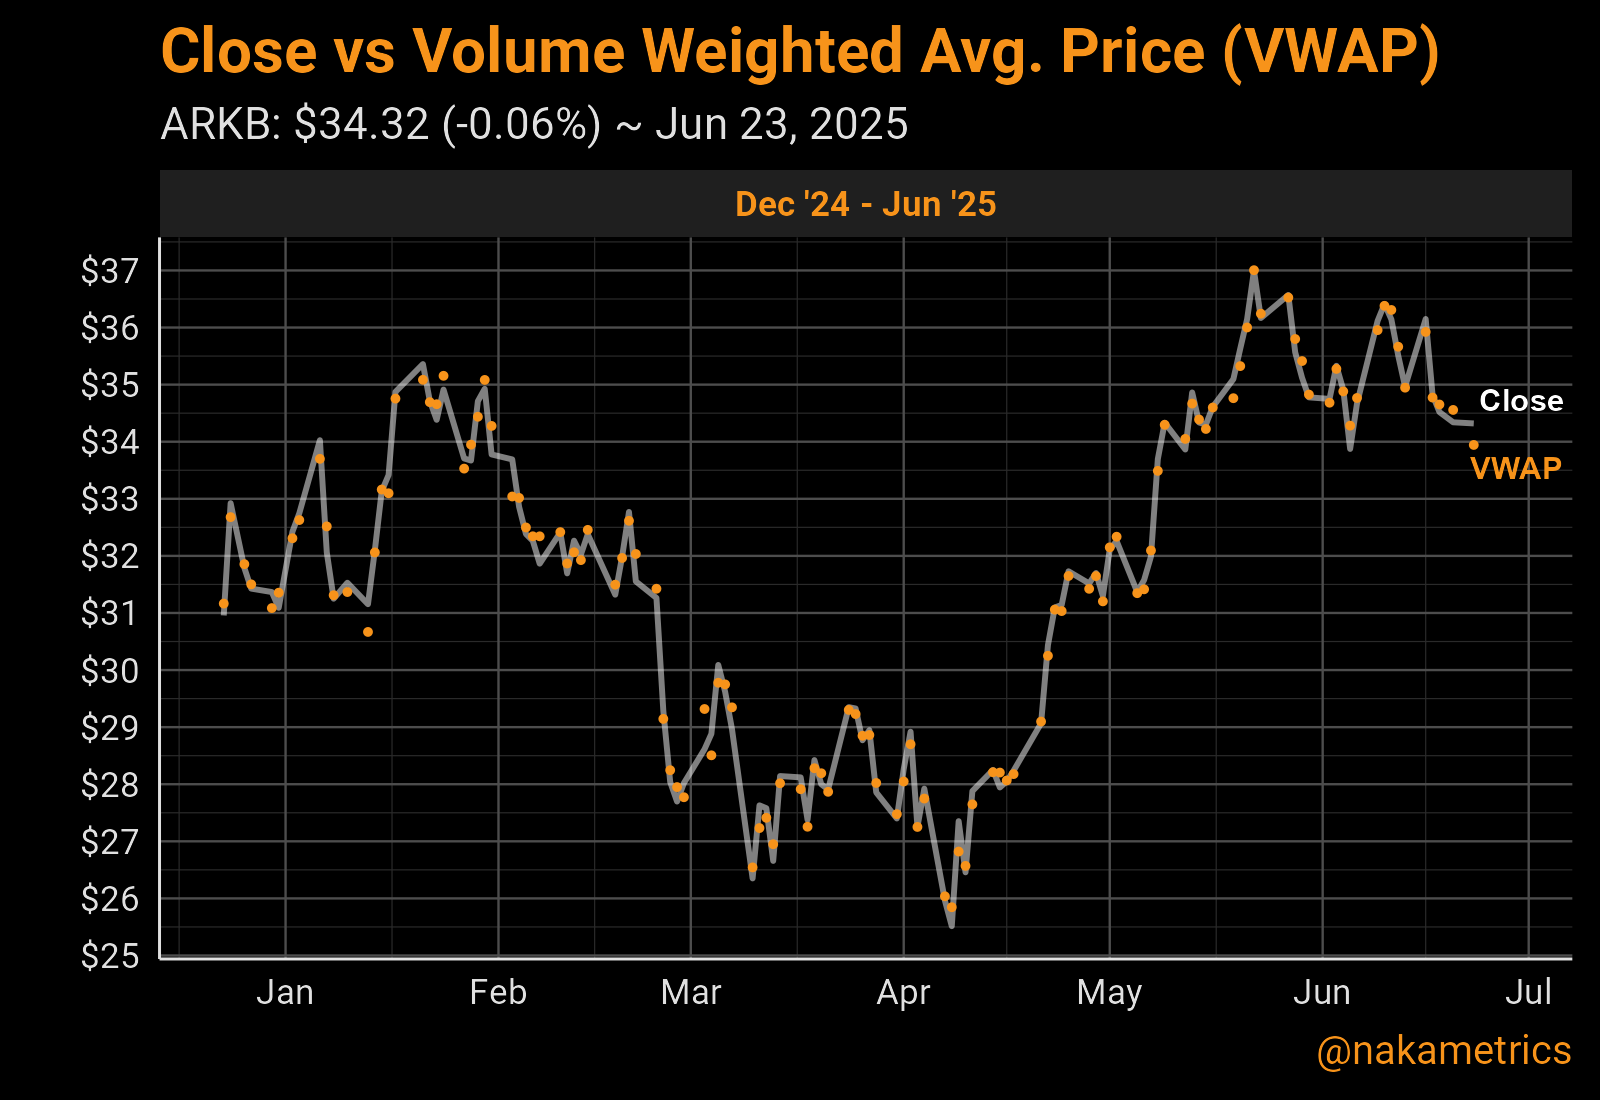 Close vs Volume Weighted Avg. Price (VWAP)
ARKB: $34.32 (-0.06%) ~ Jun 23, 2025
Dec '24 - Jun '25
$37
$36
$35
$34
$33
$32
$31
$30
$29
$28
$27
$26
$25
Close
VWAP
Jan Feb Mar Apr May Jun Jul
@nakametrics